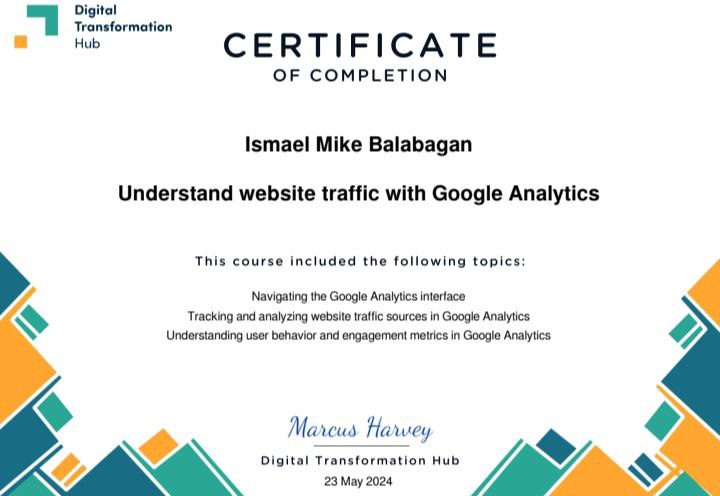 Digital
Transformation
Hub
CERTIFICATE
OF COMPLETION
Ismael Mike Balabagan
Understand website traffic with Google Analytics
This course included the following topics:
Navigating the Google Analytics interface
Tracking and analyzing website traffic sources in Google Analytics
Understanding user behavior and engagement metrics in Google Analytics
Marcus Harvey
Digital Transformation Hub
23 May 2024